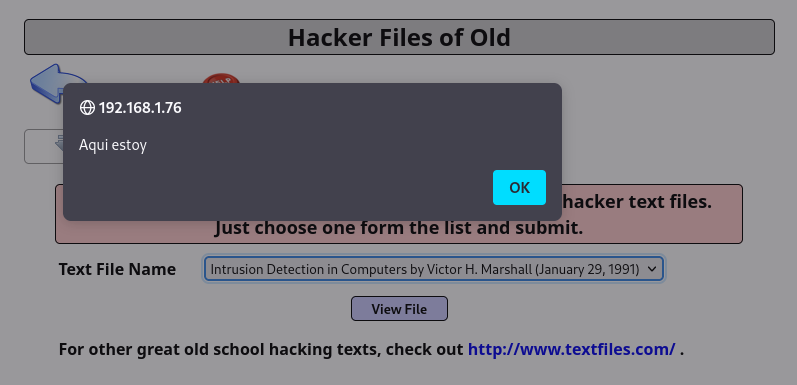 Hacker Files of Old
192.168.1.76
Aqui estoy
OK
hacker text files.
Just choose one form the list and submit.
Text File Name Intrusion Detection in Computers by Victor H. Marshall (January 29, 1991)
View File
For other great old school hacking texts, check out http://www.textfiles.com/ .